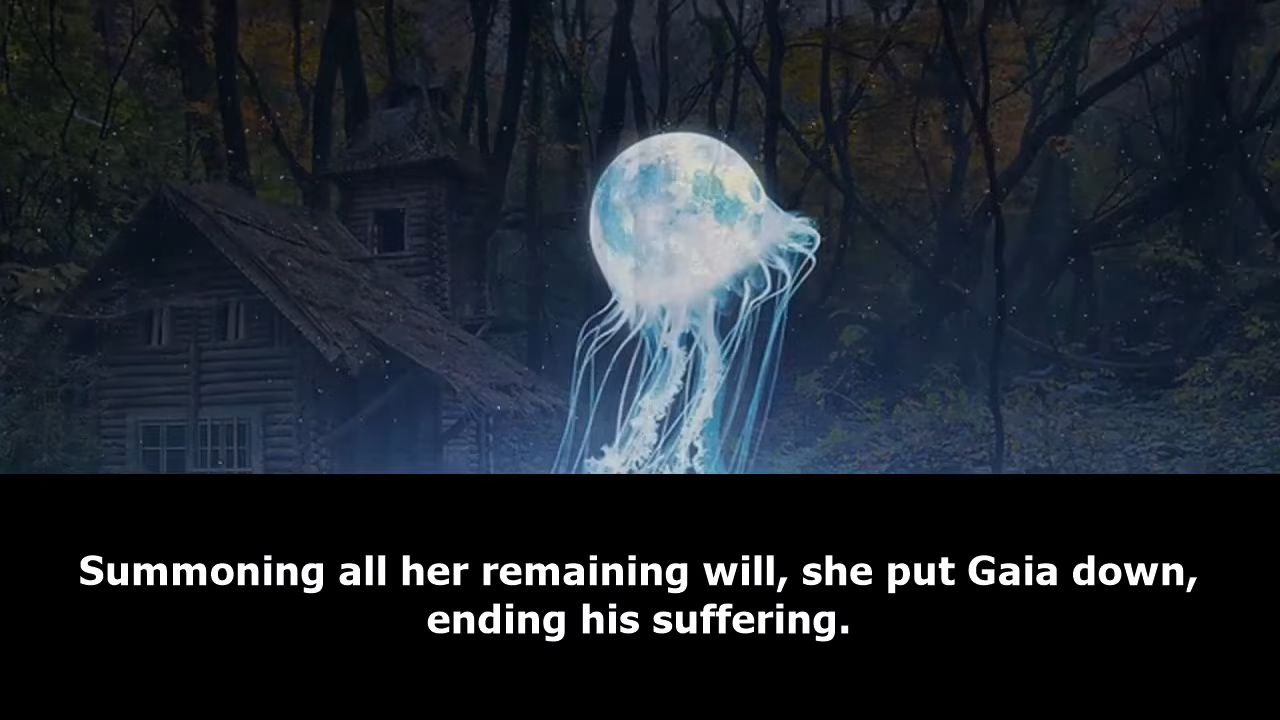 Summoning all her remaining will, she put Gaia down,
ending his suffering.